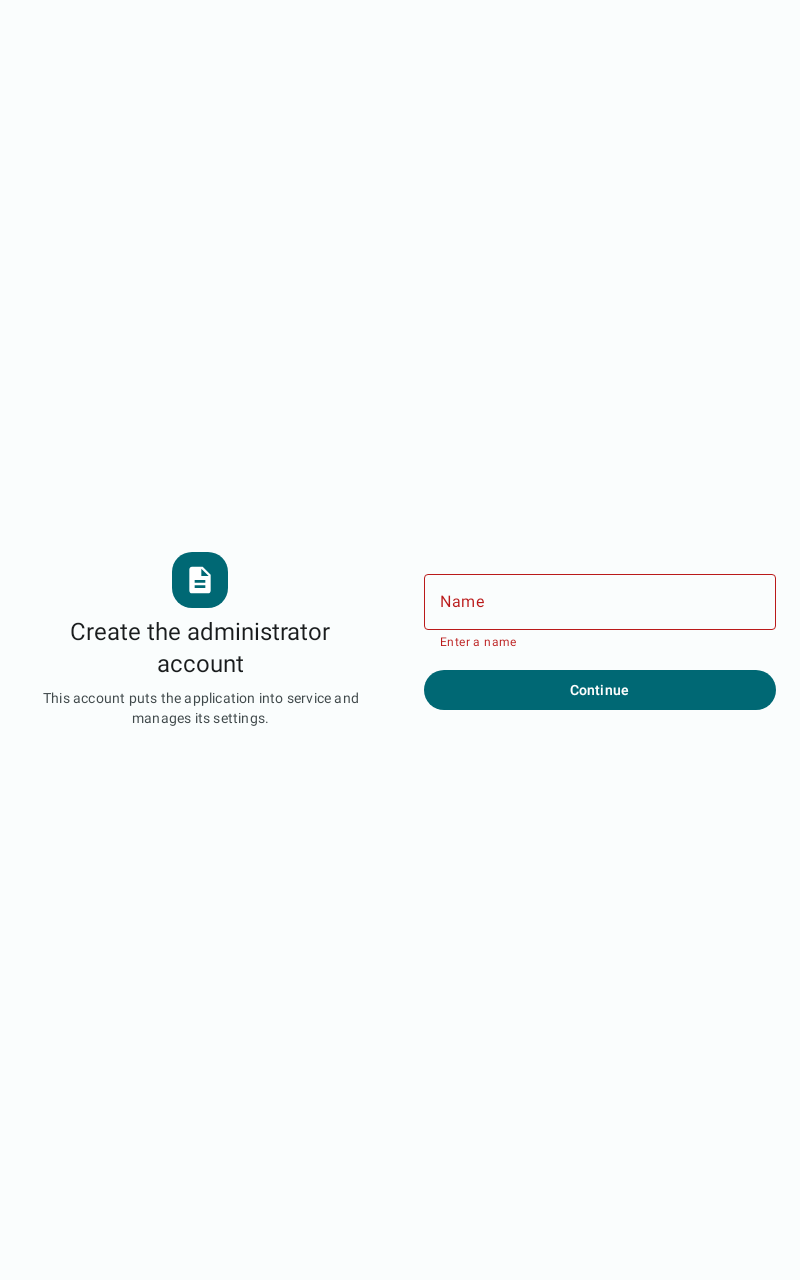 Create the administrator
account
This account puts the application into service and
manages its settings.
Name
Enter a name
Continue